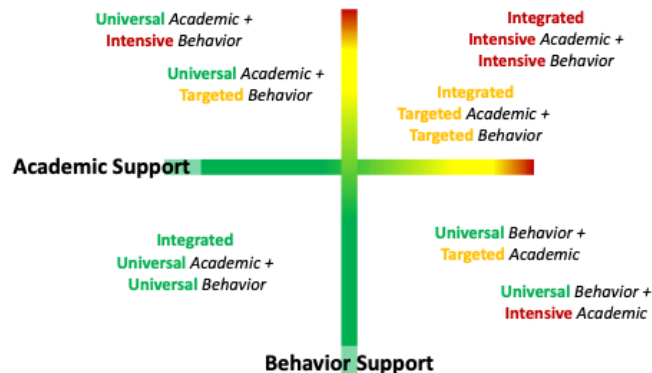 Universal Academic +
Intensive Behavior
Universal Academic +
Targeted Behavior
Integrated
Intensive Academic +
Intensive Behavior
Integrated
Targeted Academic +
Targeted Behavior
Academic Support
Integrated
Universal Academic +
Universal Behavior
Universal Behavior +
Targeted Academic
Universal Behavior +
Intensive Academic
Behavior Support